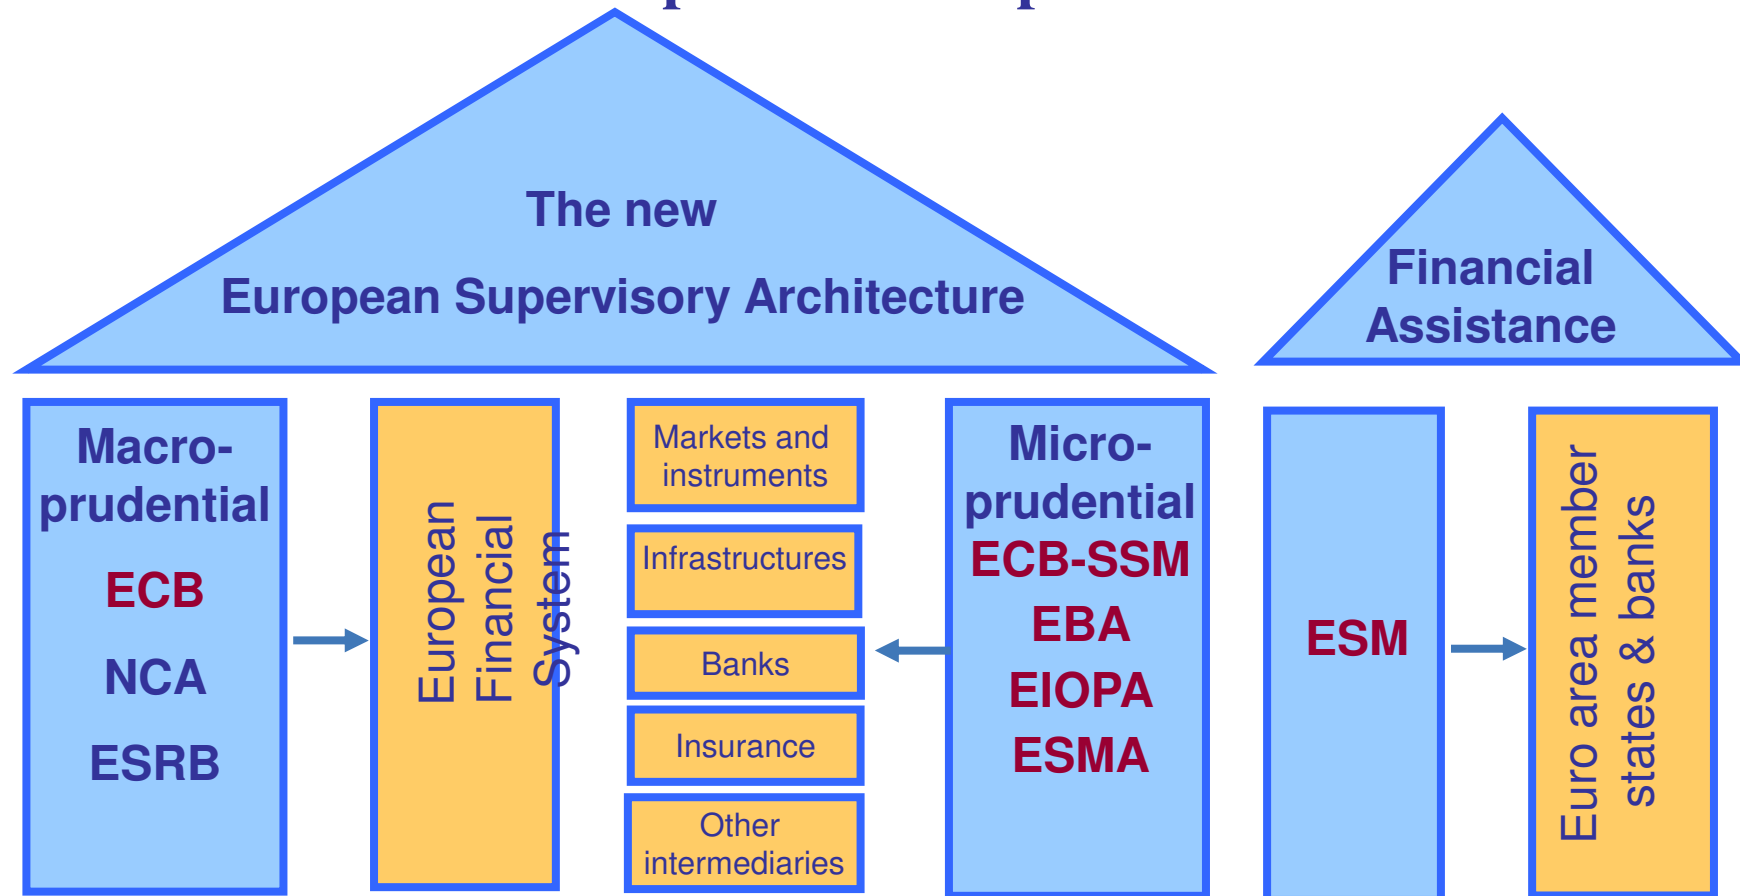 The new
European Supervisory Architecture
Financial
Assistance
Macro-
prudential
ECB
NCA
ESRB
European
Financial
System
Markets and
instruments
Infrastructures
Banks
Insurance
Other
intermediaries
Micro-
prudential
ECB-SSM
EBA
EIOPA
ESMA
ESM
Euro area member
states & banks